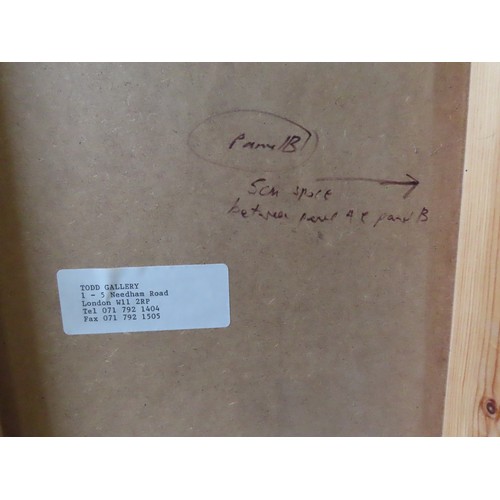 Panel B
5cm space
between panel A & panel B
TODD GALLERY
1 - 5 Needham Road
London W11 2RP
Tel 071 792 1404
Fax 071 792 1505